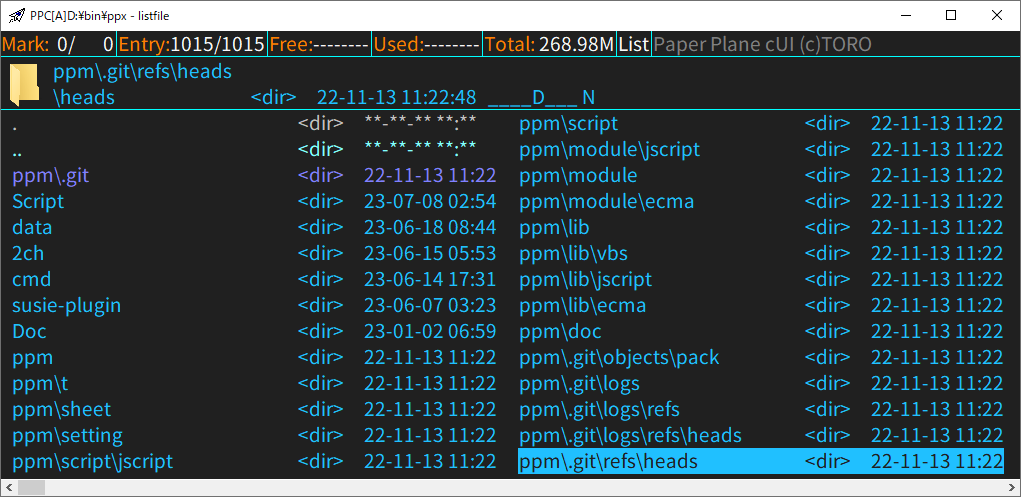 PPC[A]D:¥bin¥ppx - listfile
Mark: 0/ 0 Entry:1015/1015 Free:-------- Used:-------- Total: 268.98M List Paper Plane cUI (c)TORO
ppm\.git\refs\heads
\heads <dir> 22-11-13 11:22:48 ____D___ N
. <dir> **-**-** **:** ppm\script <dir> 22-11-13 11:22
.. <dir> **-**-** **:** ppm\module\jscript <dir> 22-11-13 11:22
ppm\.git <dir> 22-11-13 11:22 ppm\module <dir> 22-11-13 11:22
Script <dir> 23-07-08 02:54 ppm\module\ecma <dir> 22-11-13 11:22
data <dir> 23-06-18 08:44 ppm\lib <dir> 22-11-13 11:22
2ch <dir> 23-06-15 05:53 ppm\lib\vbs <dir> 22-11-13 11:22
cmd <dir> 23-06-14 17:31 ppm\lib\jscript <dir> 22-11-13 11:22
susie-plugin <dir> 23-06-07 03:23 ppm\lib\ecma <dir> 22-11-13 11:22
Doc <dir> 23-01-02 06:59 ppm\doc <dir> 22-11-13 11:22
ppm <dir> 22-11-13 11:22 ppm\.git\objects\pack <dir> 22-11-13 11:22
ppm\t <dir> 22-11-13 11:22 ppm\.git\logs <dir> 22-11-13 11:22
ppm\sheet <dir> 22-11-13 11:22 ppm\.git\logs\refs <dir> 22-11-13 11:22
ppm\setting <dir> 22-11-13 11:22 ppm\.git\logs\refs\heads <dir> 22-11-13 11:22
ppm\script\jscript <dir> 22-11-13 11:22 ppm\.git\refs\heads <dir> 22-11-13 11:22